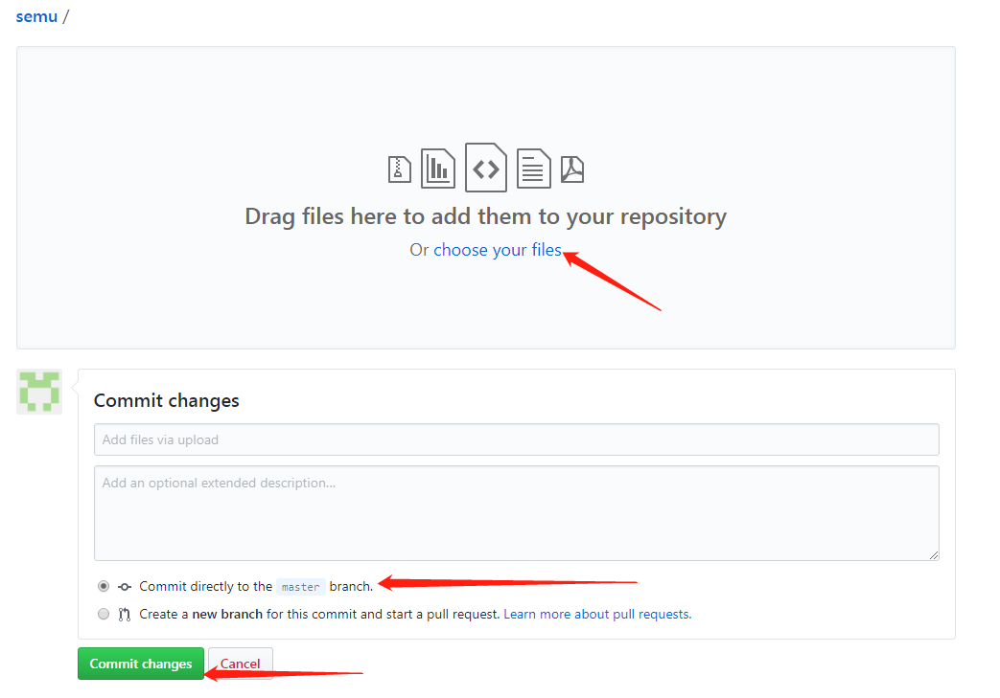 semu /
Drag files here to add them to your repository
Or choose your files
Commit changes
Add files via upload
Add an optional extended description...
Commit directly to the master branch.
Create a new branch for this commit and start a pull request. Learn more about pull requests.
Commit changes
Cancel